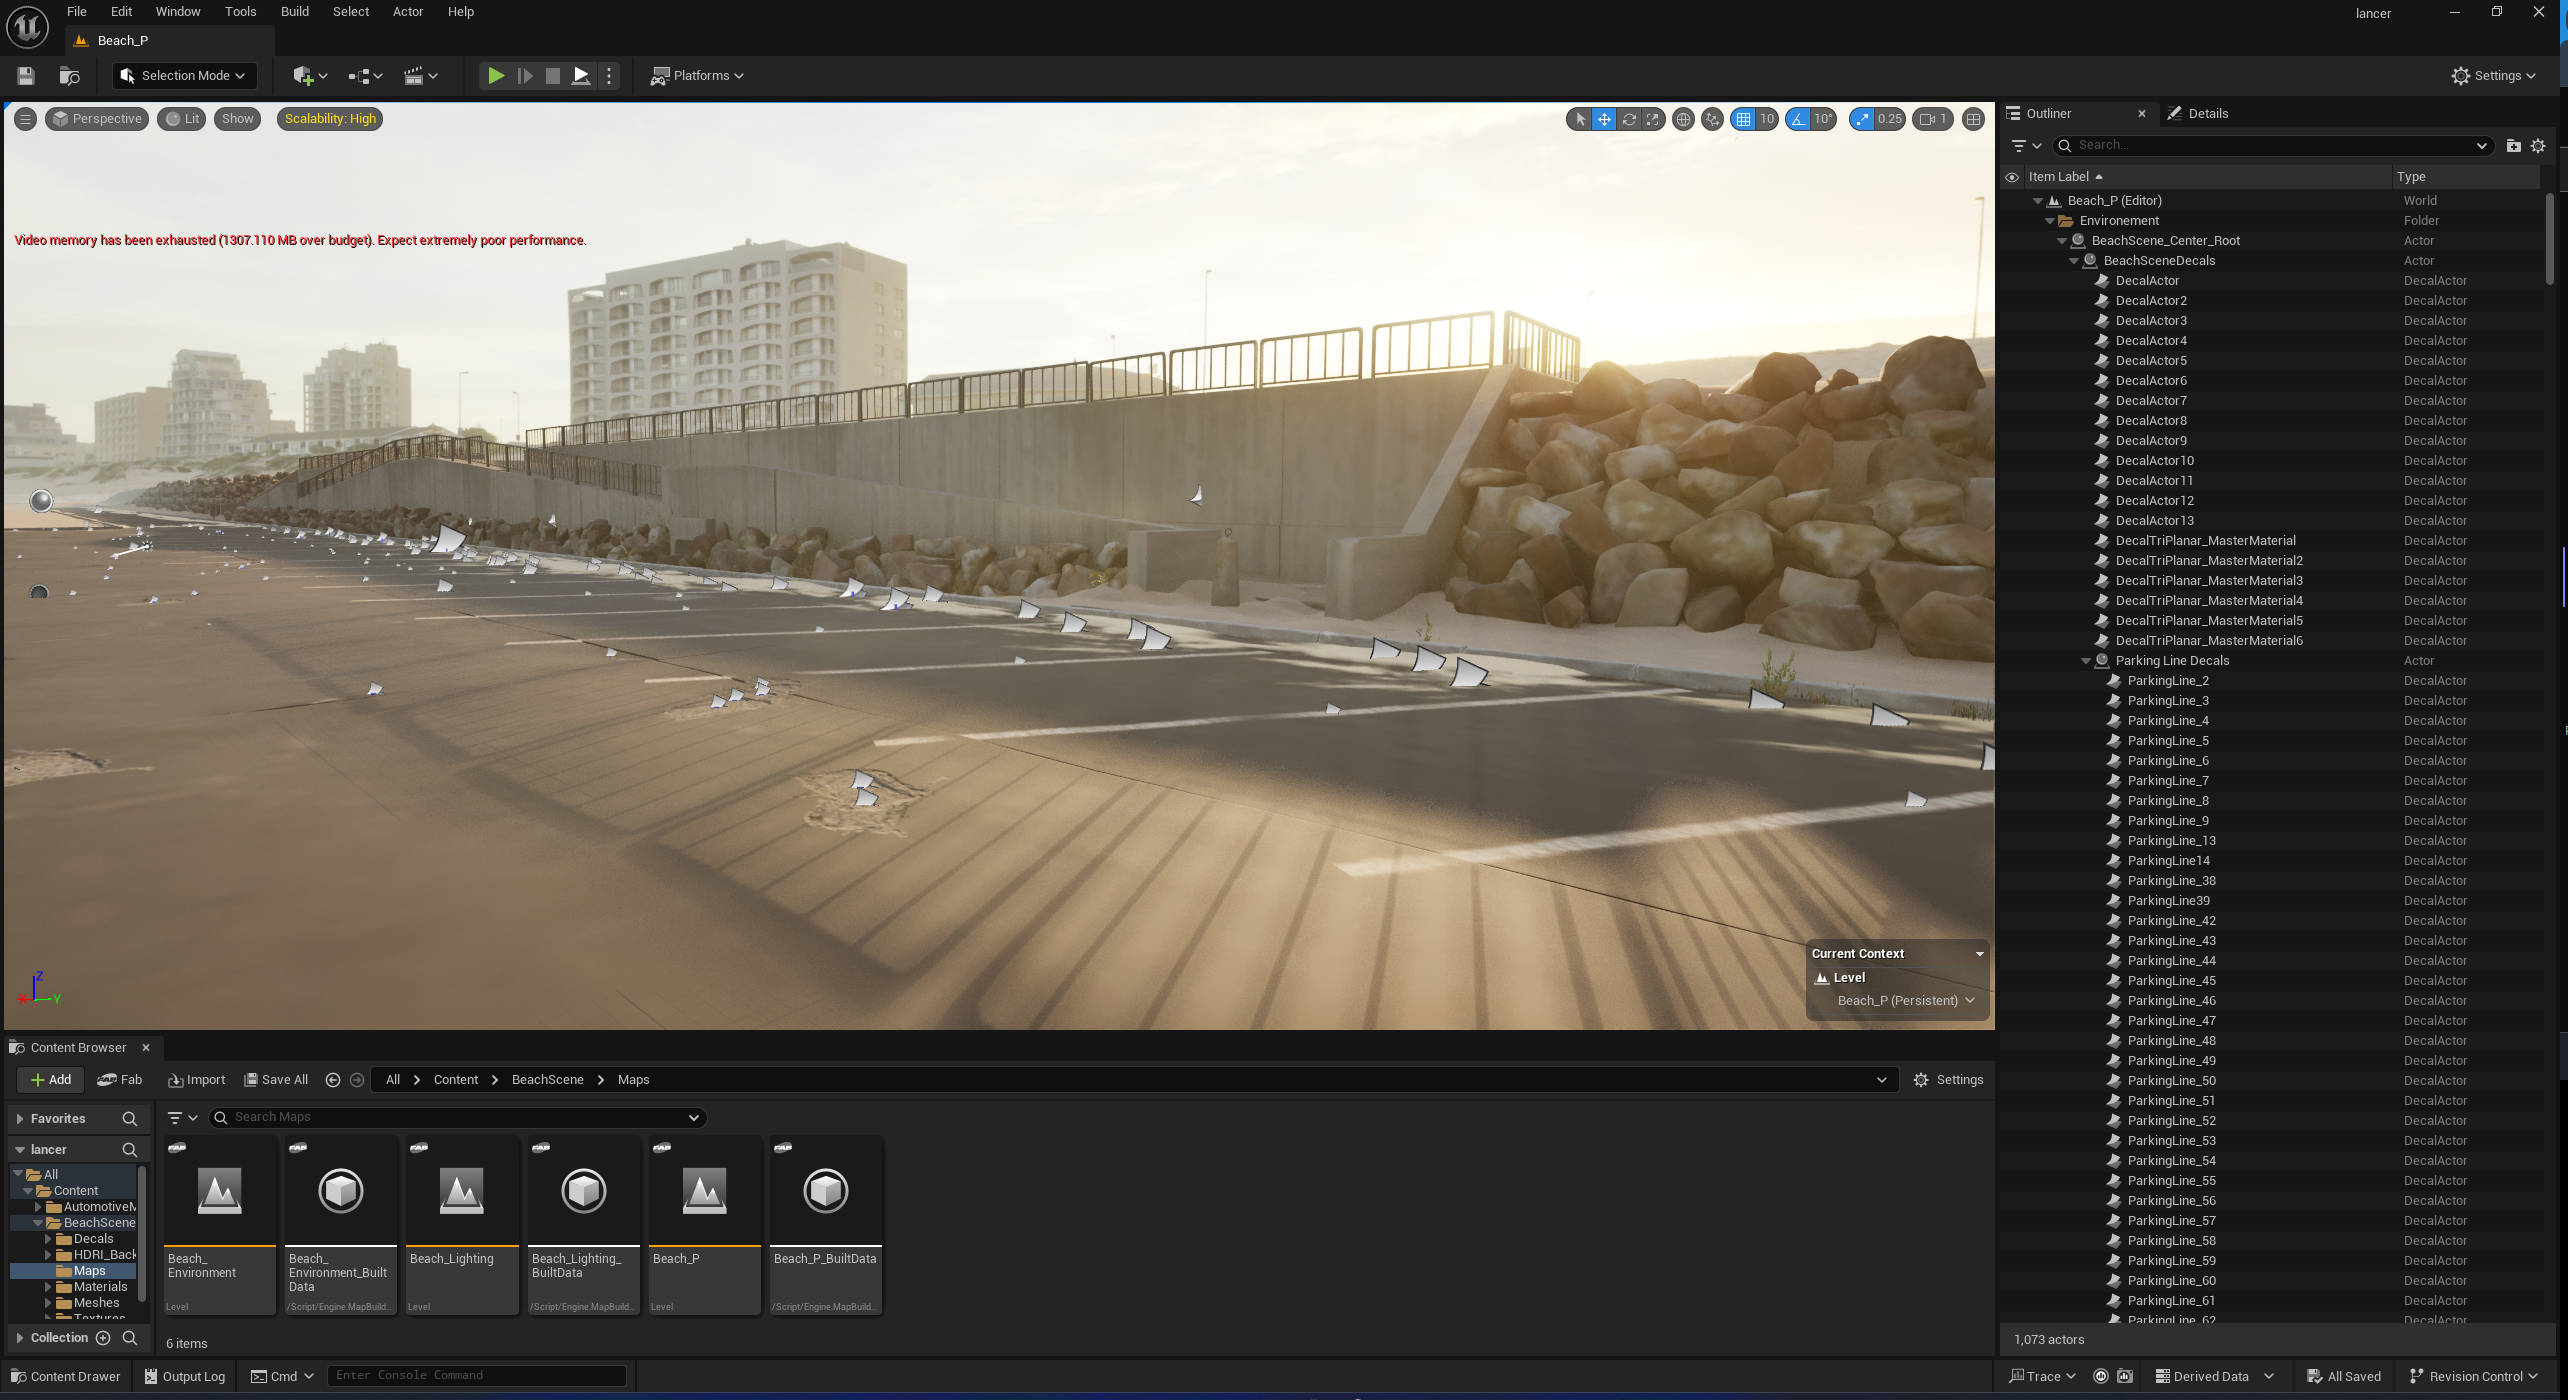 File Edit Window Tools Build Select Actor Help
lancer
Beach_P
Selection Mode
Platforms
Settings
Perspective Lit Show Scalability: High
10 10° 0.25 1
Video memory has been exhausted (1307.110 MB over budget). Expect extremely poor performance.
Z
X Y
Current Context
Level
Beach_P (Persistent)
Outliner
Details
Search...
Item Label Type
Beach_P (Editor) World
Environement Folder
BeachScene_Center_Root Actor
BeachSceneDecals Actor
DecalActor DecalActor
DecalActor2 DecalActor
DecalActor3 DecalActor
DecalActor4 DecalActor
DecalActor5 DecalActor
DecalActor6 DecalActor
DecalActor7 DecalActor
DecalActor8 DecalActor
DecalActor9 DecalActor
DecalActor10 DecalActor
DecalActor11 DecalActor
DecalActor12 DecalActor
DecalActor13 DecalActor
DecalTriPlanar_MasterMaterial DecalActor
DecalTriPlanar_MasterMaterial2 DecalActor
DecalTriPlanar_MasterMaterial3 DecalActor
DecalTriPlanar_MasterMaterial4 DecalActor
DecalTriPlanar_MasterMaterial5 DecalActor
DecalTriPlanar_MasterMaterial6 DecalActor
Parking Line Decals Actor
ParkingLine_2 DecalActor
ParkingLine_3 DecalActor
ParkingLine_4 DecalActor
ParkingLine_5 DecalActor
ParkingLine_6 DecalActor
ParkingLine_7 DecalActor
ParkingLine_8 DecalActor
ParkingLine_9 DecalActor
ParkingLine_13 DecalActor
ParkingLine14 DecalActor
ParkingLine_38 DecalActor
ParkingLine39 DecalActor
ParkingLine_42 DecalActor
ParkingLine_43 DecalActor
ParkingLine_44 DecalActor
ParkingLine_45 DecalActor
ParkingLine_46 DecalActor
ParkingLine_47 DecalActor
ParkingLine_48 DecalActor
ParkingLine_49 DecalActor
ParkingLine_50 DecalActor
ParkingLine_51 DecalActor
ParkingLine_52 DecalActor
ParkingLine_53 DecalActor
ParkingLine_54 DecalActor
ParkingLine_55 DecalActor
ParkingLine_56 DecalActor
ParkingLine_57 DecalActor
ParkingLine_58 DecalActor
ParkingLine_59 DecalActor
ParkingLine_60 DecalActor
ParkingLine_61 DecalActor
ParkingLine_62 DecalActor
1,073 actors
Content Browser
Add Fab Import Save All All > Content > BeachScene > Maps Settings
Favorites
lancer
All
Content
AutomotiveM
BeachScene
Decals
HDRI_Back
Maps
Materials
Meshes
Textures
Collection
Search Maps
Beach_
Environment
Level
Beach_
Environment_Built
Data
/Script/Engine.MapBuild...
Beach_Lighting
Level
Beach_Lighting_
BuiltData
/Script/Engine.MapBuild...
Beach_P
Level
Beach_P_BuiltData
/Script/Engine.MapBuild...
6 items
Content Drawer Output Log Cmd Enter Console Command
Trace Derived Data All Saved Revision Control